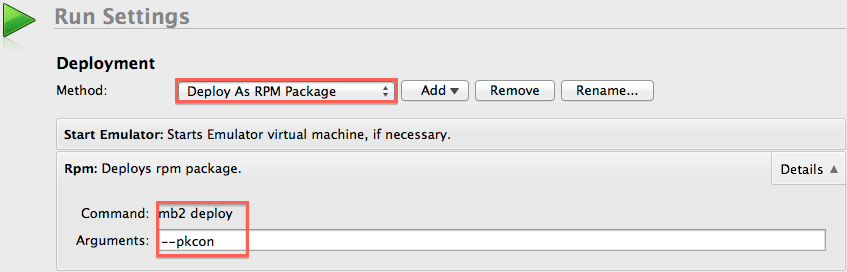 Run Settings
Deployment
Method: Deploy As RPM Package Add Remove Rename...
Start Emulator: Starts Emulator virtual machine, if necessary.
Rpm: Deploys rpm package. Details
Command: mb2 deploy
Arguments: --pkcon